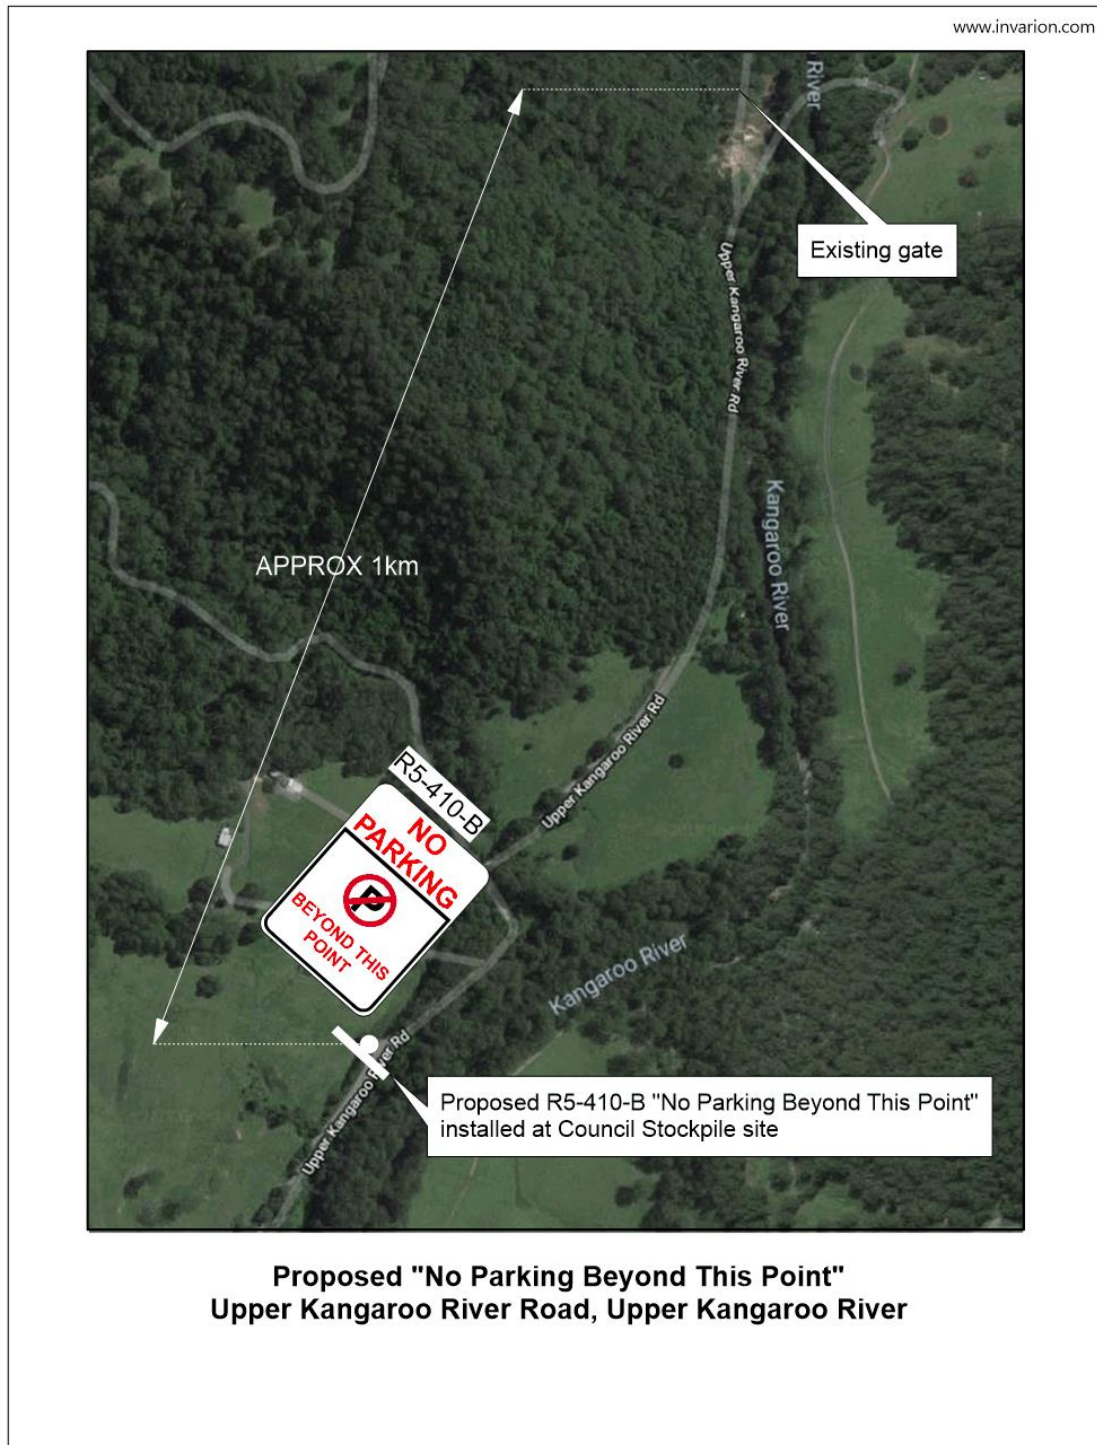 www.invarion.com
River
Existing gate
Upper Kangaroo River Rd
Kangaroo River
APPROX 1km
Upper Kangaroo River Rd
R5-410-B
NO
PARKING
P
BEYOND THIS
POINT
Kangaroo River
Upper Kangaroo River Rd
Proposed R5-410-B "No Parking Beyond This Point"
installed at Council Stockpile site
Proposed "No Parking Beyond This Point"
Upper Kangaroo River Road, Upper Kangaroo River